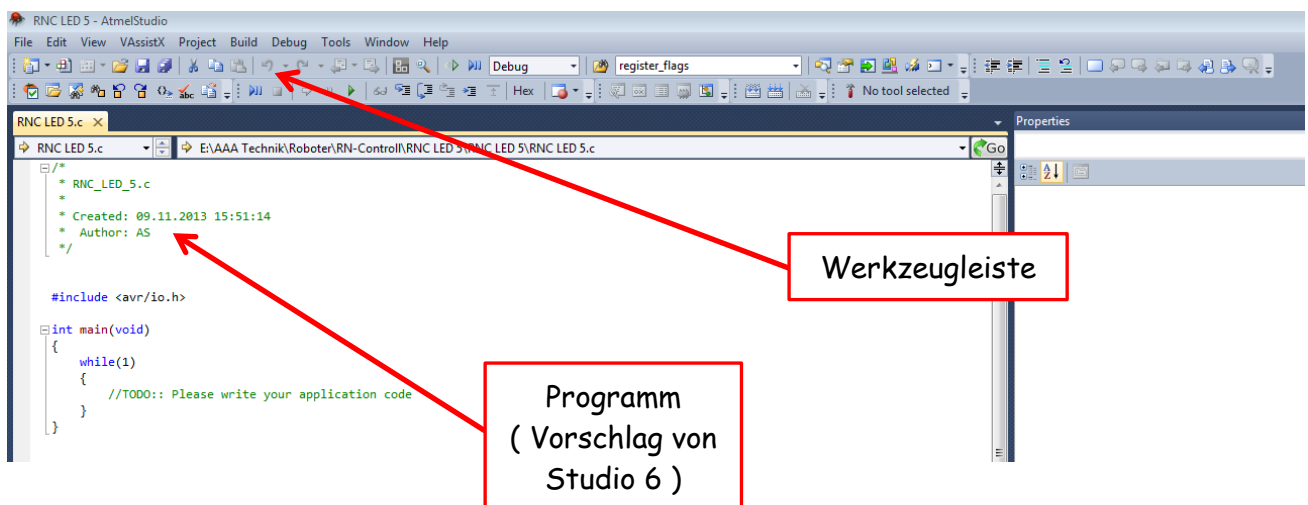 RNC LED 5 - AtmelStudio
File Edit View VAssistX Project Build Debug Tools Window Help
Debug register_flags
Hex No tool selected
RNC LED 5.c Properties
RNC LED 5.c E:\AAA Technik\Roboter\RN-Controll\RNC LED 5\RNC LED 5\RNC LED 5.c Go
/*
* RNC_LED_5.c
*
* Created: 09.11.2013 15:51:14
* Author: AS
*/
Werkzeugleiste
#include <avr/io.h>
int main(void)
{
while(1)
{
//TODO:: Please write your application code
}
}
Programm
( Vorschlag von
Studio 6 )